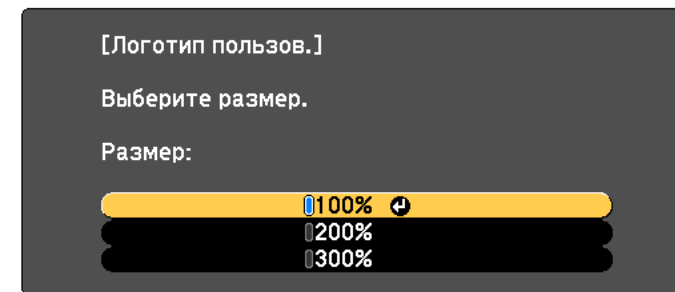 [Логотип пользов.]
Выберите размер.
Размер:
100%
200%
300%